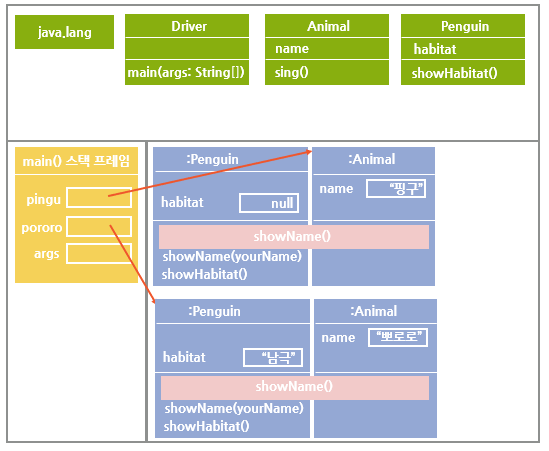 java.lang
Driver
main(args: String[])
Animal
name
sing()
Penguin
habitat
showHabitat()
main() 스택 프레임
pingu
pororo
args
:Penguin
:Animal
name "핑구"
habitat null
showName()
showName(yourName)
showHabitat()
:Penguin
:Animal
name "뽀로로"
habitat "남극"
showName()
showName(yourName)
showHabitat()